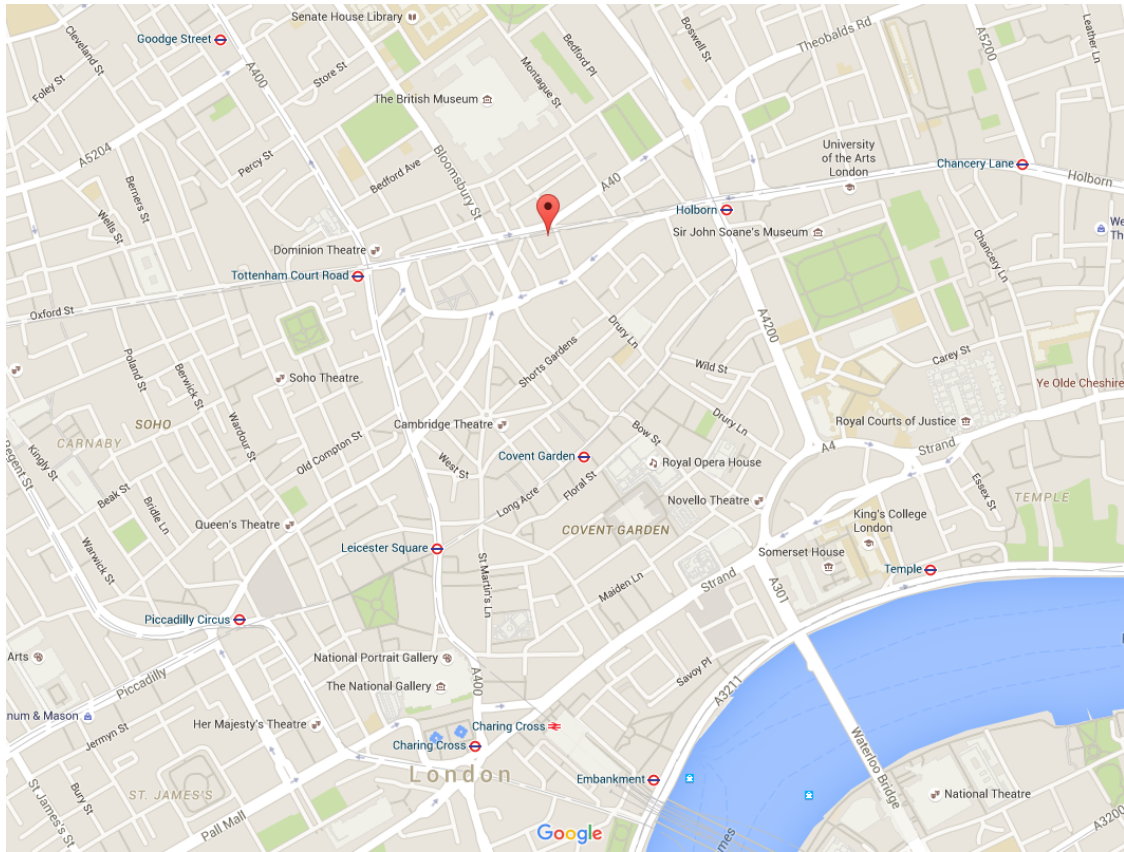 Senate House Library
Goodge Street
Cleveland St
A400
Store St
Foley St
Bedford Pl
Montague St
Boswell St
Theobalds Rd
A5200
Leather Ln
The British Museum
A5204
Percy St
Bedford Ave
Bloomsbury St
A40
University
of the Arts
London
Chancery Lane
Holborn
Berners St
Wells St
Holborn
Sir John Soane's Museum
We
Th
Dominion Theatre
Tottenham Court Road
Chancery Ln
Oxford St
Drury Ln
A4200
Shorts Gardens
Wild St
Carey St
Poland St
Berwick St
Soho Theatre
Ye Olde Cheshire
Wardour St
SOHO
CARNABY
Cambridge Theatre
Drury Ln
Bow St
Royal Courts of Justice
Strand
A4
Kingly St
Regent St
Old Compton St
West St
Covent Garden
Royal Opera House
Floral St
Long Acre
Essex St
TEMPLE
Beak St
Bridle Ln
Queen's Theatre
Novello Theatre
King's College
London
COVENT GARDEN
Leicester Square
Somerset House
Temple
Warwick St
St Martin's Ln
Maiden Ln
Strand
A301
Piccadilly Circus
Arts
Piccadilly
National Portrait Gallery
The National Gallery
A400
Savoy Pl
A3211
num & Mason
Her Majesty's Theatre
Jermyn St
Charing Cross
Charing Cross
London
Waterloo Bridge
Embankment
St James's St
Bury St
ST. JAMES'S
Pall Mall
National Theatre
A3200
mes
Google